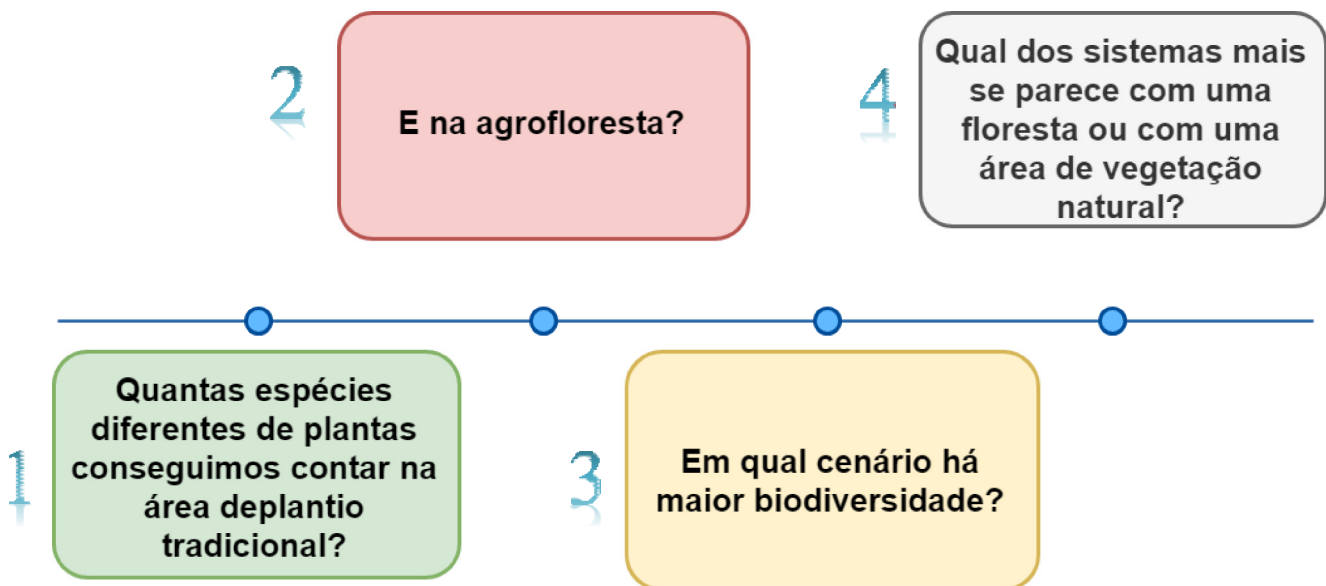 1
Quantas espécies
diferentes de plantas
conseguimos contar na
área deplantio
tradicional?
2
E na agrofloresta?
3
Em qual cenário há
maior biodiversidade?
4
Qual dos sistemas mais
se parece com uma
floresta ou com uma
área de vegetação
natural?